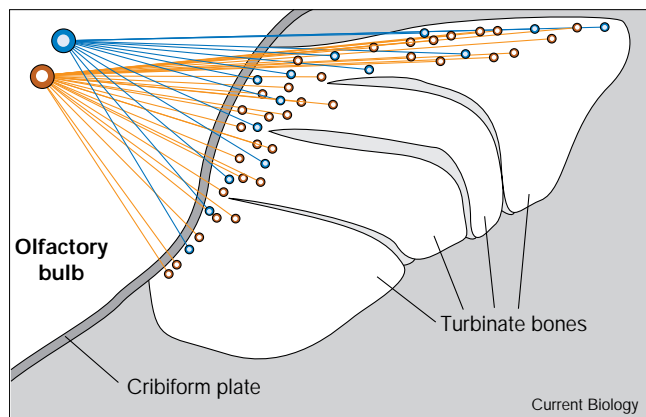 Olfactory
bulb
Turbinate bones
Cribiform plate
Current Biology